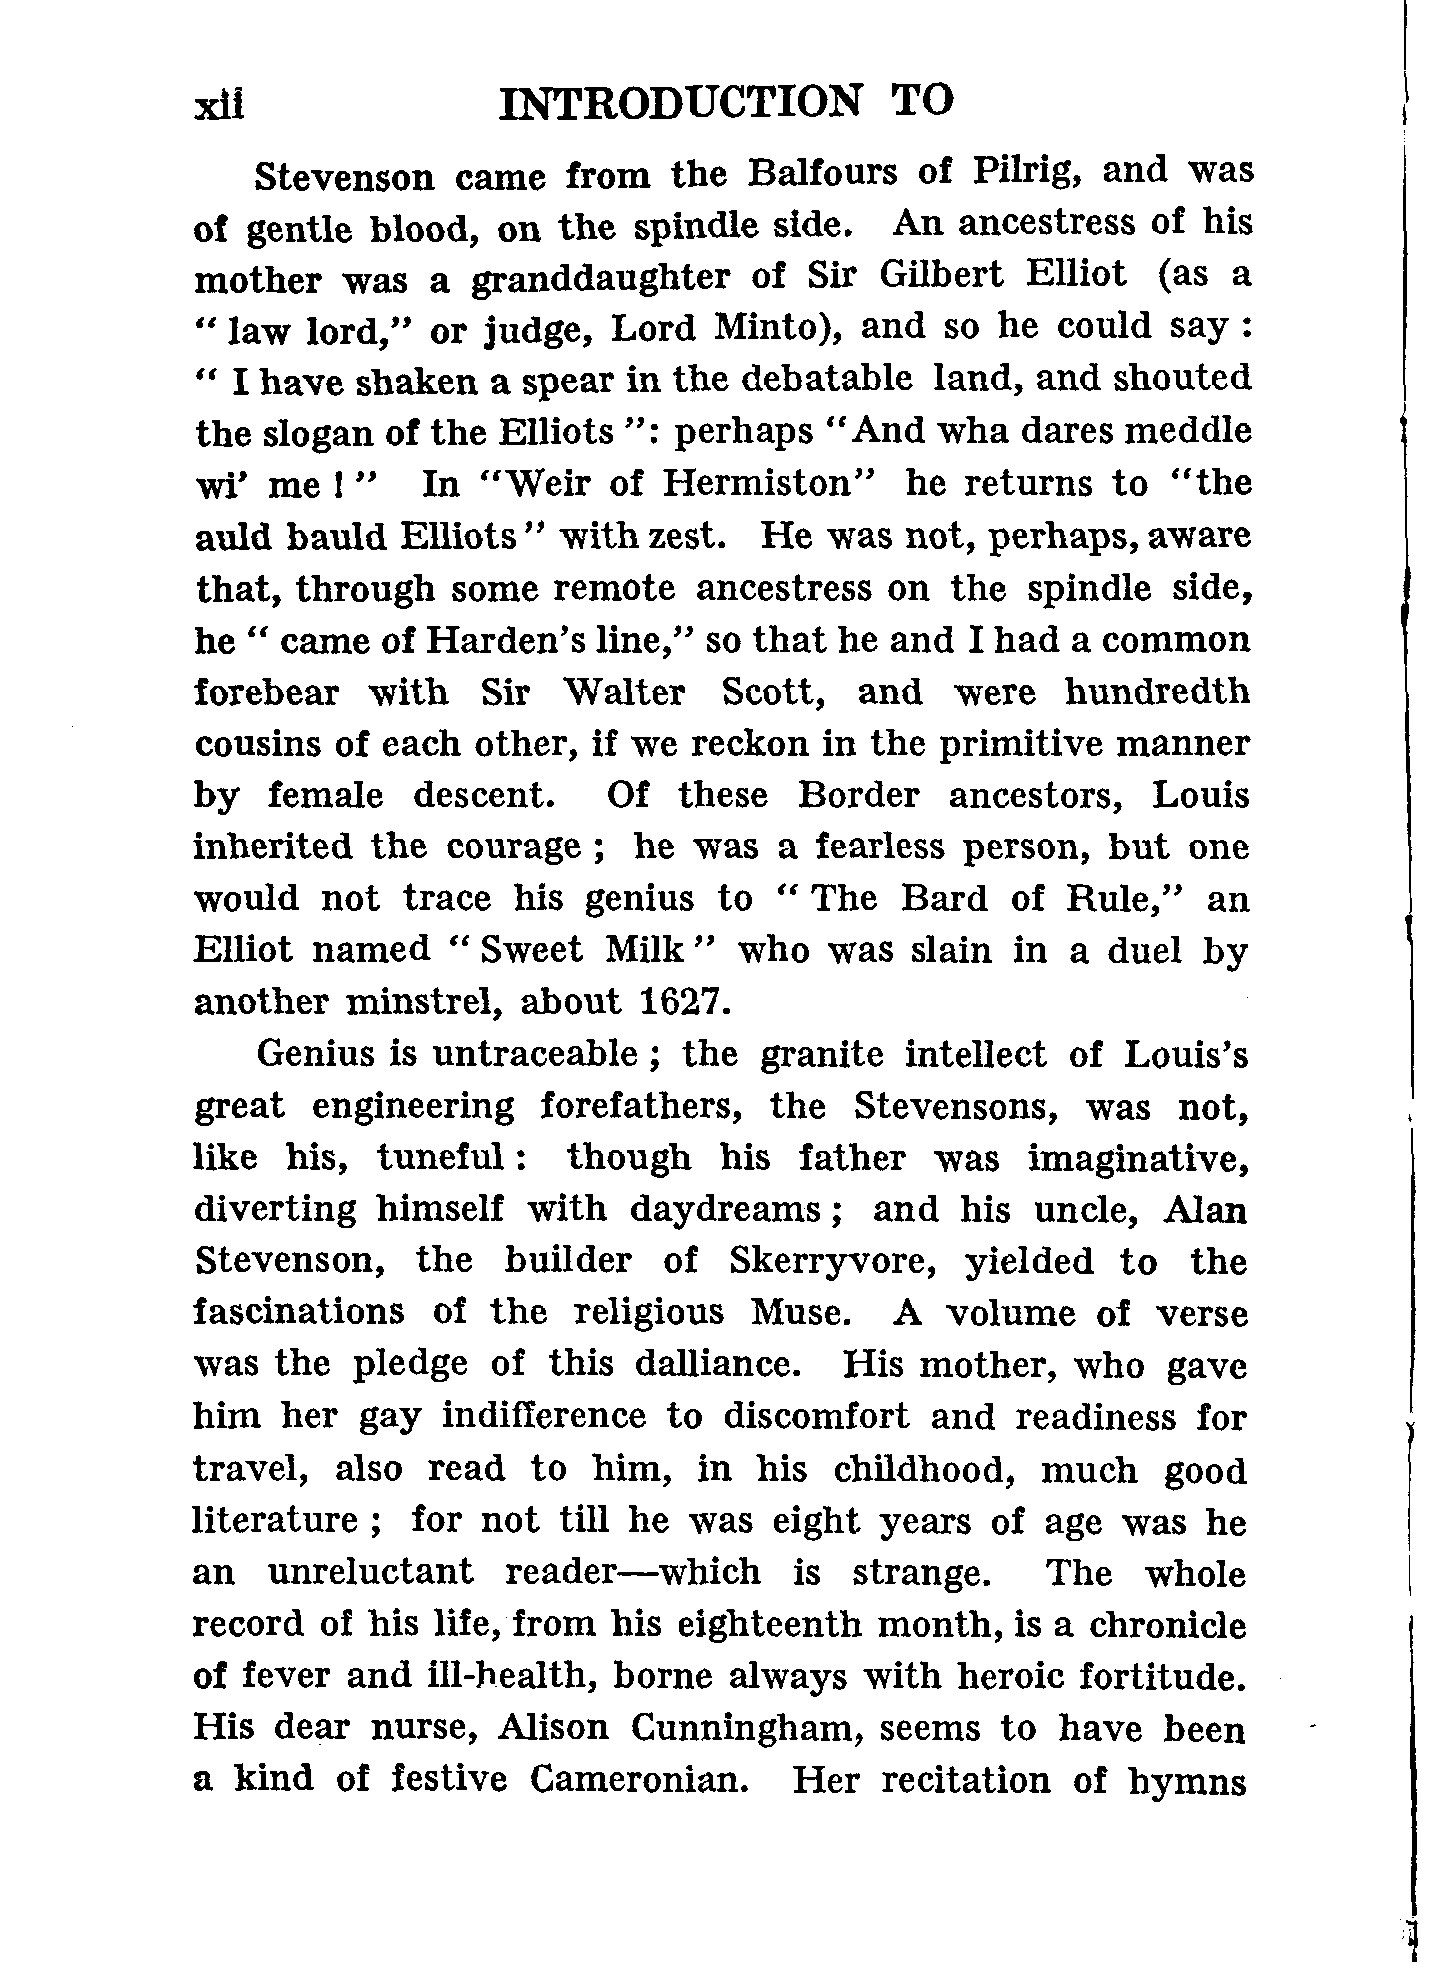 xii INTRODUCTION TO
Stevenson came from the Balfours of Pilrig, and was
of gentle blood, on the spindle side. An ancestress of his
mother was a granddaughter of Sir Gilbert Elliot (as a
“ law lord,” or judge, Lord Minto), and so he could say :
“ I have shaken a spear in the debatable land, and shouted
the slogan of the Elliots ”: perhaps “And wha dares meddle
wi’ me ! ” In “Weir of Hermiston” he returns to “the
auld bauld Elliots ” with zest. He was not, perhaps, aware
that, through some remote ancestress on the spindle side,
he “ came of Harden’s line,” so that he and I had a common
forebear with Sir Walter Scott, and were hundredth
cousins of each other, if we reckon in the primitive manner
by female descent. Of these Border ancestors, Louis
inherited the courage ; he was a fearless person, but one
would not trace his genius to “ The Bard of Rule,” an
Elliot named “ Sweet Milk ” who was slain in a duel by
another minstrel, about 1627.
Genius is untraceable ; the granite intellect of Louis’s
great engineering forefathers, the Stevensons, was not,
like his, tuneful : though his father was imaginative,
diverting himself with daydreams ; and his uncle, Alan
Stevenson, the builder of Skerryvore, yielded to the
fascinations of the religious Muse. A volume of verse
was the pledge of this dalliance. His mother, who gave
him her gay indifference to discomfort and readiness for
travel, also read to him, in his childhood, much good
literature ; for not till he was eight years of age was he
an unreluctant reader—which is strange. The whole
record of his life, from his eighteenth month, is a chronicle
of fever and ill-health, borne always with heroic fortitude.
His dear nurse, Alison Cunningham, seems to have been
a kind of festive Cameronian. Her recitation of hymns